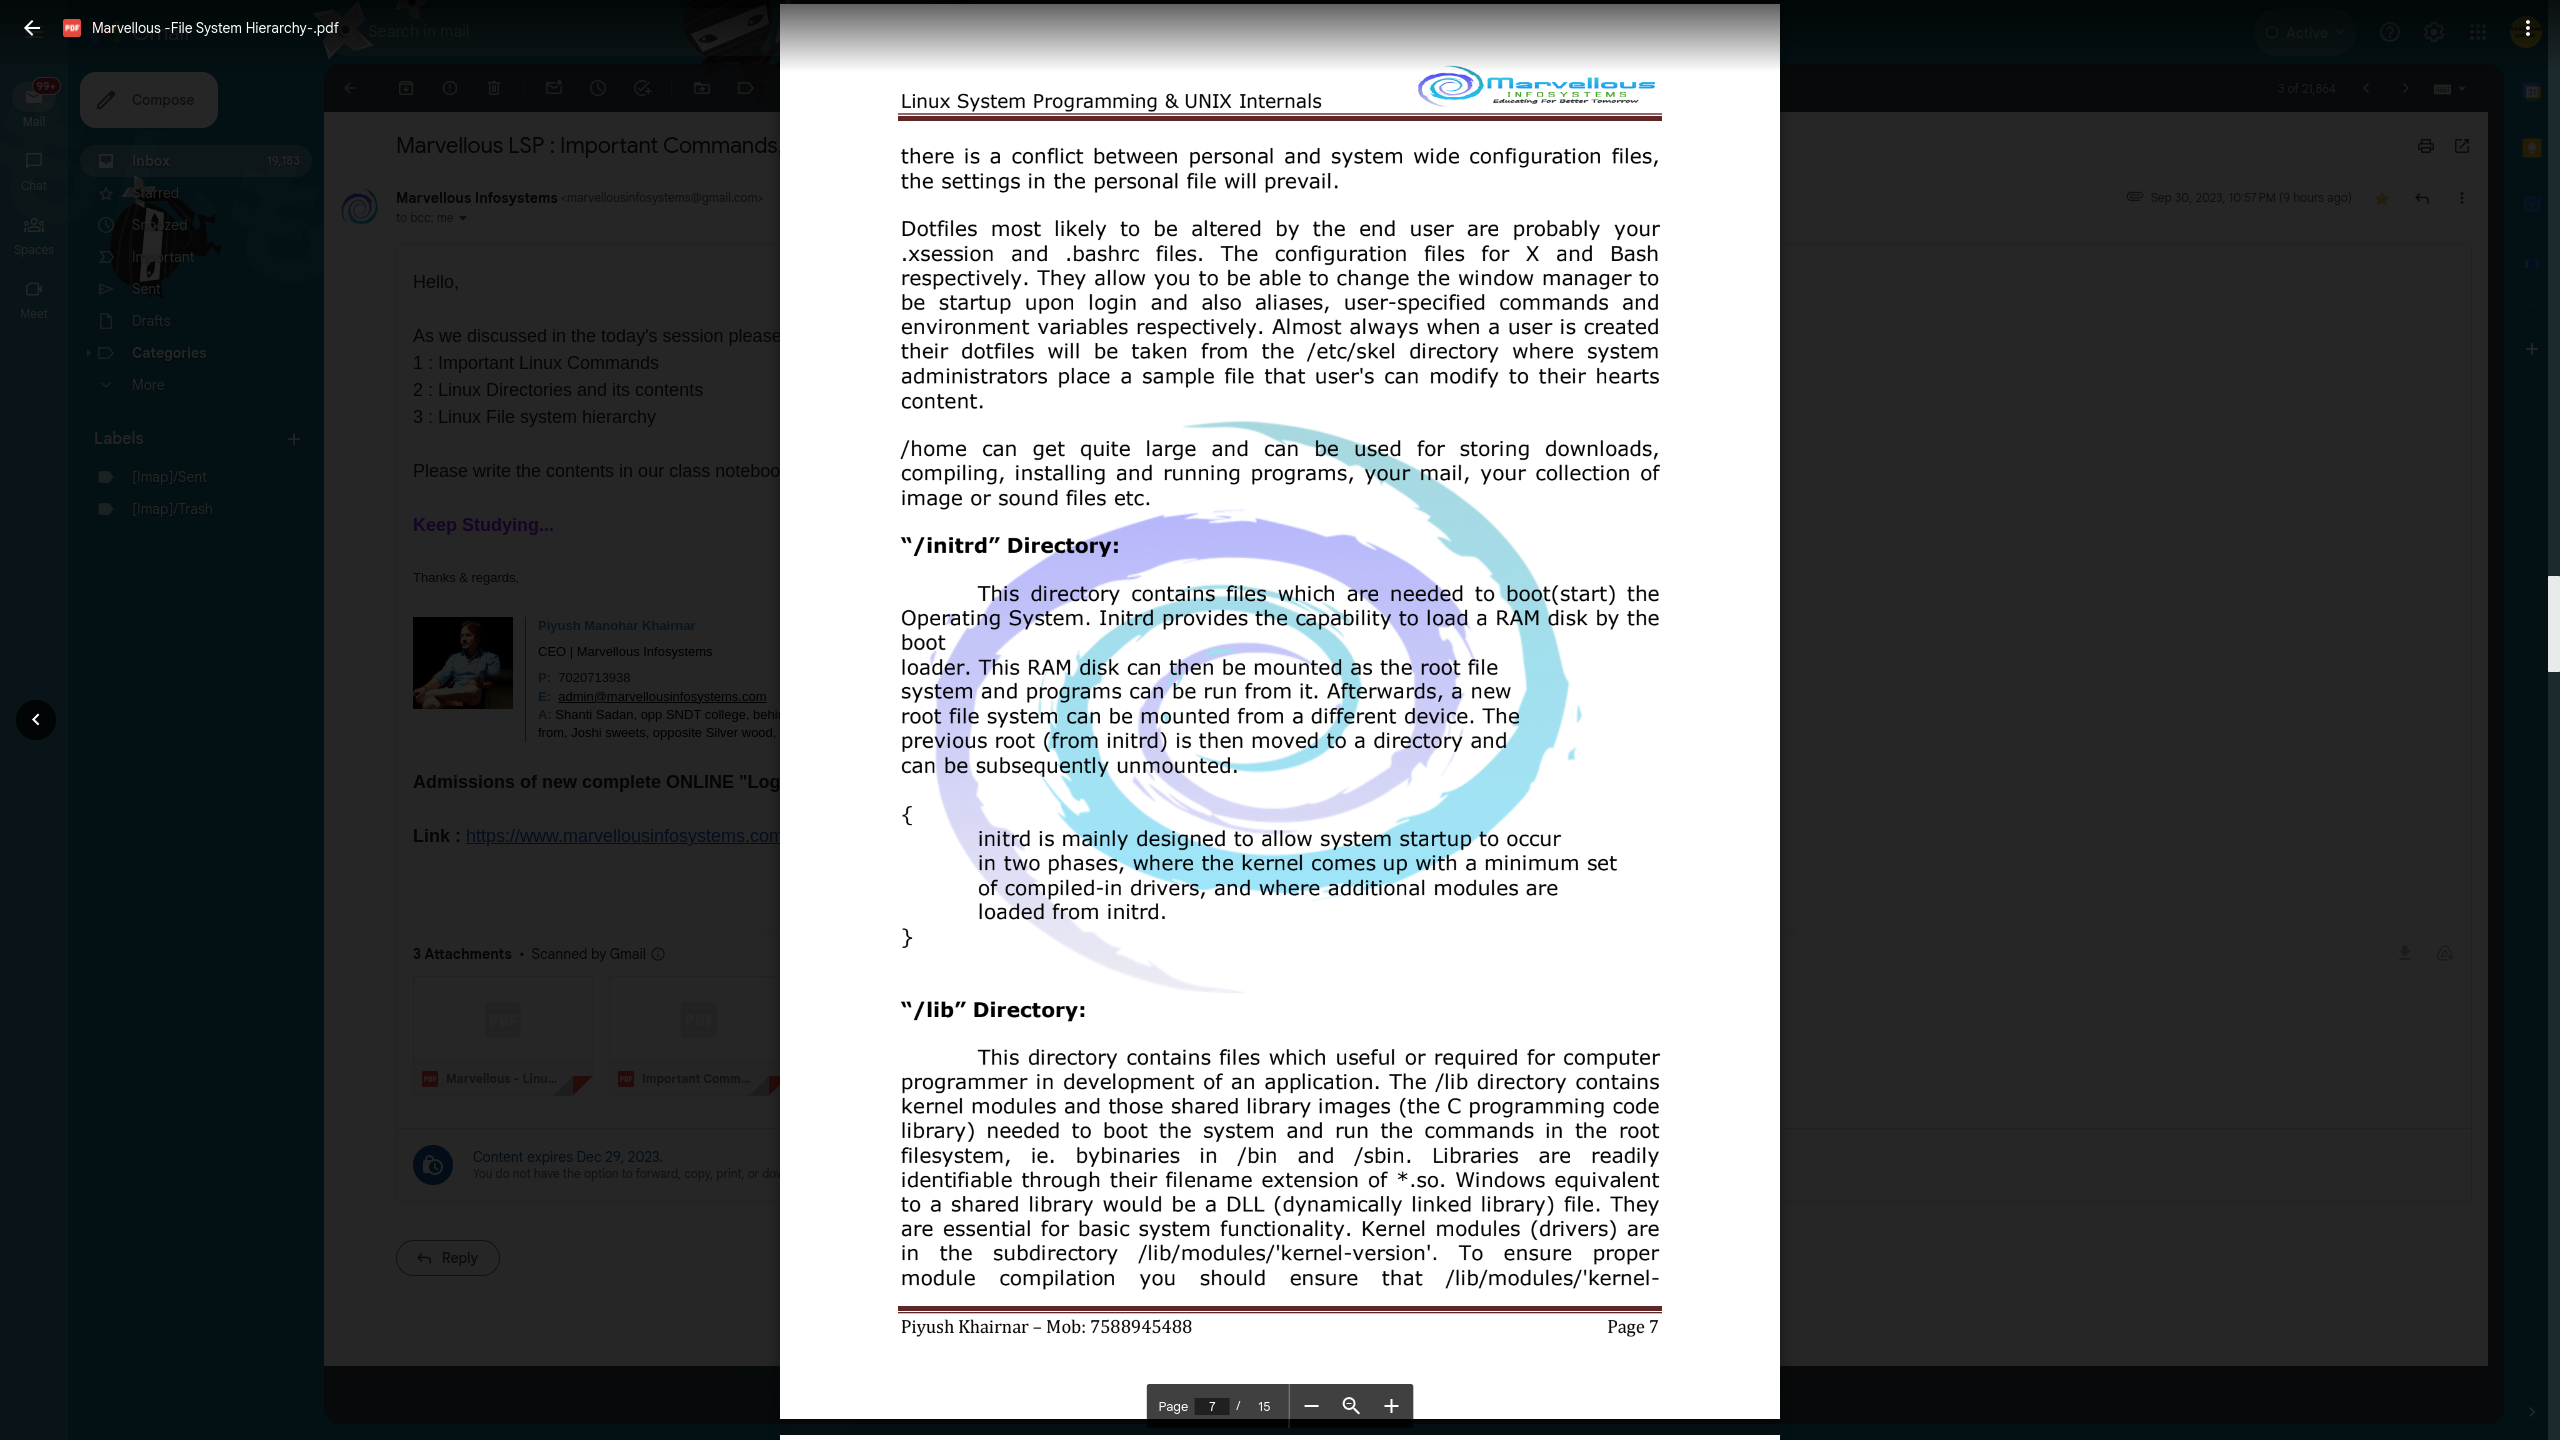 Marvellous -File System Hierarchy-.pdf
Search in mail
Active
99+
Mail
Chat
Spaces
Meet
Compose
Inbox 19,183
Starred
Snoozed
Important
Sent
Drafts
Categories
More
Labels
[Imap]/Sent
[Imap]/Trash
3 of 21,864
Marvellous LSP : Important Commands
Marvellous Infosystems <marvellousinfosystems@gmail.com>
to bcc: me
Sep 30, 2023, 10:57 PM (9 hours ago)
Hello,
As we discussed in the today's session please
1 : Important Linux Commands
2 : Linux Directories and its contents
3 : Linux File system hierarchy
Please write the contents in our class noteboo
Keep Studying...
Thanks & regards,
Piyush Manohar Khairnar
CEO | Marvellous Infosystems
P: 7020713938
E: admin@marvellousinfosystems.com
A: Shanti Sadan, opp SNDT college, behi
from, Joshi sweets, opposite Silver wood,
Admissions of new complete ONLINE "Log
Link : https://www.marvellousinfosystems.com
3 Attachments • Scanned by Gmail
PDF
PDF
Marvellous - Linu...
Important Comm...
Content expires Dec 29, 2023.
You do not have the option to forward, copy, print, or dow
Reply
Linux System Programming & UNIX Internals
Marvellous
INFOSYSTEMS
Educating For Better Tomorrow
there is a conflict between personal and system wide configuration files,
the settings in the personal file will prevail.
Dotfiles most likely to be altered by the end user are probably your
.xsession and .bashrc files. The configuration files for X and Bash
respectively. They allow you to be able to change the window manager to
be startup upon login and also aliases, user-specified commands and
environment variables respectively. Almost always when a user is created
their dotfiles will be taken from the /etc/skel directory where system
administrators place a sample file that user's can modify to their hearts
content.
/home can get quite large and can be used for storing downloads,
compiling, installing and running programs, your mail, your collection of
image or sound files etc.
“/initrd” Directory:
This directory contains files which are needed to boot(start) the
Operating System. Initrd provides the capability to load a RAM disk by the
boot
loader. This RAM disk can then be mounted as the root file
system and programs can be run from it. Afterwards, a new
root file system can be mounted from a different device. The
previous root (from initrd) is then moved to a directory and
can be subsequently unmounted.
{
initrd is mainly designed to allow system startup to occur
in two phases, where the kernel comes up with a minimum set
of compiled-in drivers, and where additional modules are
loaded from initrd.
}
“/lib” Directory:
This directory contains files which useful or required for computer
programmer in development of an application. The /lib directory contains
kernel modules and those shared library images (the C programming code
library) needed to boot the system and run the commands in the root
filesystem, ie. bybinaries in /bin and /sbin. Libraries are readily
identifiable through their filename extension of *.so. Windows equivalent
to a shared library would be a DLL (dynamically linked library) file. They
are essential for basic system functionality. Kernel modules (drivers) are
in the subdirectory /lib/modules/'kernel-version'. To ensure proper
module compilation you should ensure that /lib/modules/'kernel-
Piyush Khairnar – Mob: 7588945488 Page 7
Page 7 / 15